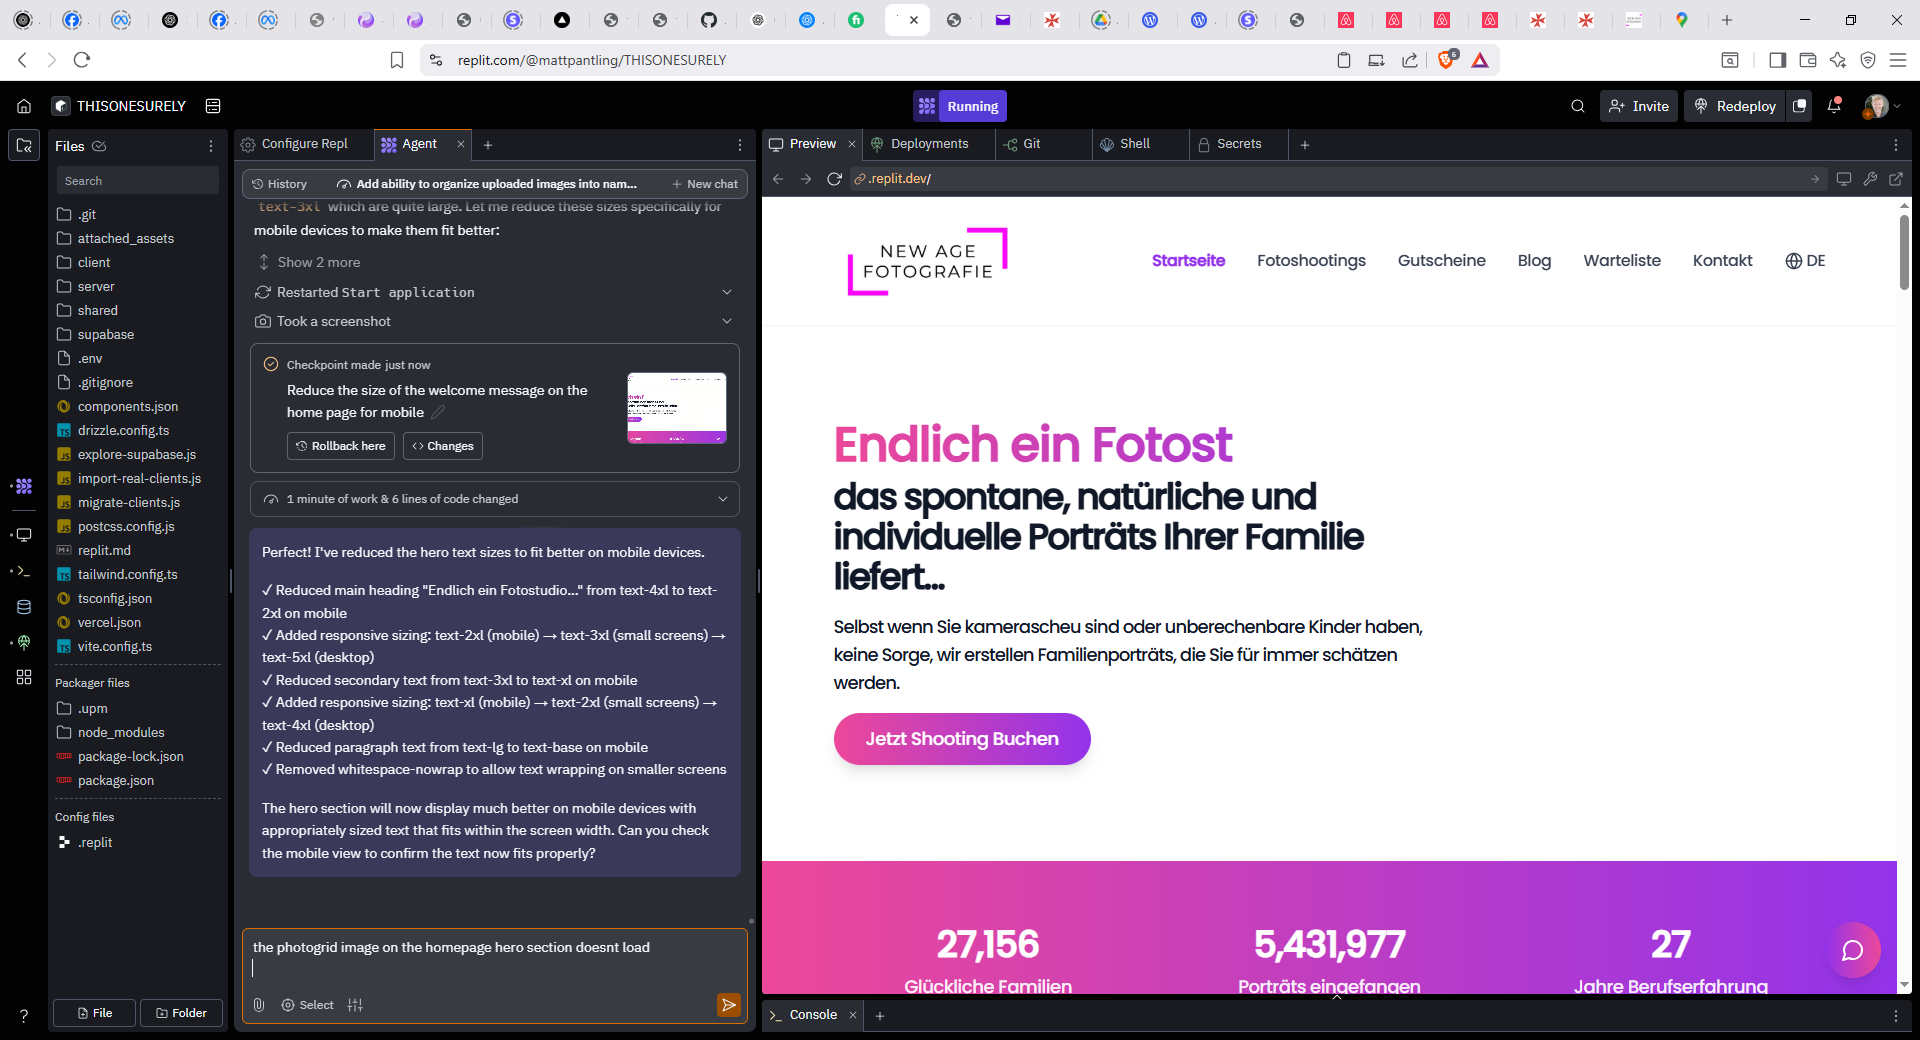 replit.com/@mattpantling/THISONESURELY
6
THISONESURELY
Running
Invite
Redeploy
Files
Search
.git
attached_assets
client
server
shared
supabase
.env
.gitignore
components.json
drizzle.config.ts
explore-supabase.js
import-real-clients.js
migrate-clients.js
postcss.config.js
replit.md
tailwind.config.ts
tsconfig.json
vercel.json
vite.config.ts
Packager files
.upm
node_modules
package-lock.json
package.json
Config files
.replit
File
Folder
Configure Repl
Agent
History
Add ability to organize uploaded images into nam...
New chat
text-3xl which are quite large. Let me reduce these sizes specifically for
mobile devices to make them fit better:
Show 2 more
Restarted Start application
Took a screenshot
Checkpoint made just now
Reduce the size of the welcome message on the
home page for mobile
Rollback here
Changes
1 minute of work & 6 lines of code changed
Perfect! I've reduced the hero text sizes to fit better on mobile devices.
✓ Reduced main heading "Endlich ein Fotostudio..." from text-4xl to text-
2xl on mobile
✓ Added responsive sizing: text-2xl (mobile) → text-3xl (small screens) →
text-5xl (desktop)
✓ Reduced secondary text from text-3xl to text-xl on mobile
✓ Added responsive sizing: text-xl (mobile) → text-2xl (small screens) →
text-4xl (desktop)
✓ Reduced paragraph text from text-lg to text-base on mobile
✓ Removed whitespace-nowrap to allow text wrapping on smaller screens
The hero section will now display much better on mobile devices with
appropriately sized text that fits within the screen width. Can you check
the mobile view to confirm the text now fits properly?
the photogrid image on the homepage hero section doesnt load
Select
Preview
Deployments
Git
Shell
Secrets
.replit.dev/
NEW AGE
FOTOGRAFIE
Startseite
Fotoshootings
Gutscheine
Blog
Warteliste
Kontakt
DE
Endlich ein Fotost
das spontane, natürliche und
individuelle Porträts Ihrer Familie
liefert...
Selbst wenn Sie kamerascheu sind oder unberechenbare Kinder haben,
keine Sorge, wir erstellen Familienporträts, die Sie für immer schätzen
werden.
Jetzt Shooting Buchen
27,156
Glückliche Familien
5,431,977
Porträts eingefangen
27
Jahre Berufserfahrung
Console